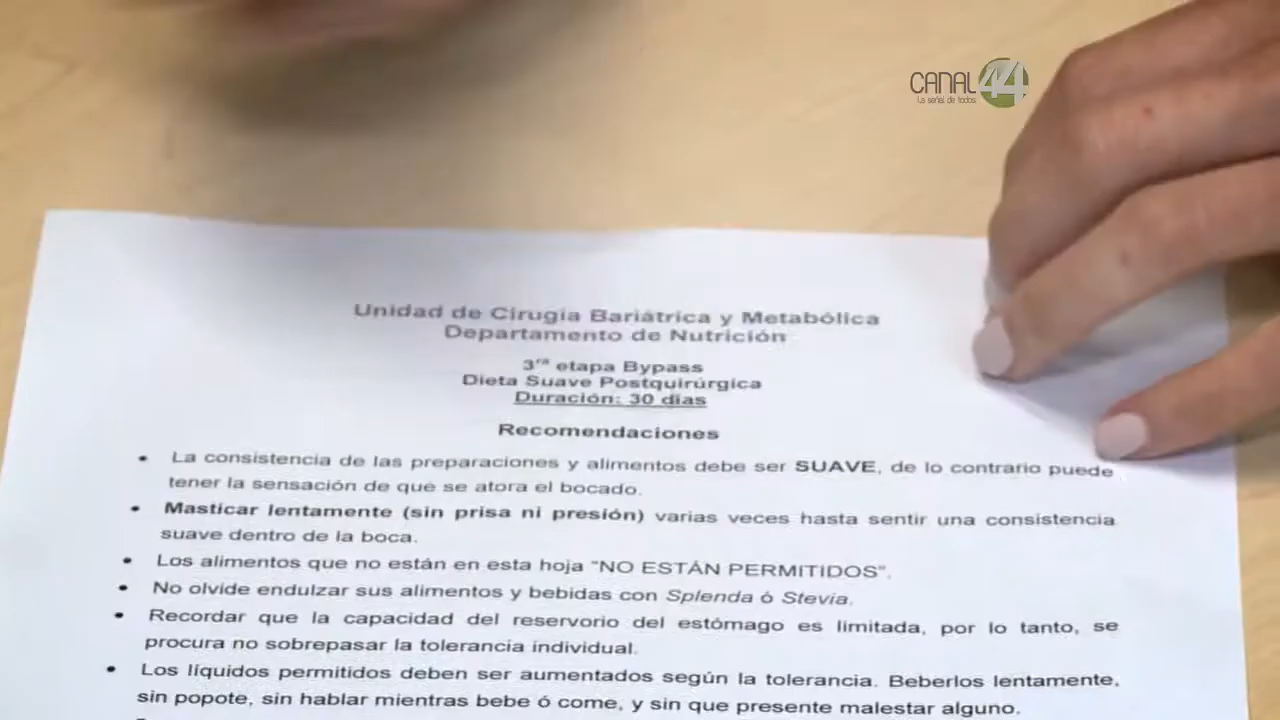 CANAL 44
La señal de todos
Unidad de Cirugía Bariátrica y Metabólica
Departamento de Nutrición
3ra etapa Bypass
Dieta Suave Postquirúrgica
Duración: 30 días
Recomendaciones
• La consistencia de las preparaciones y alimentos debe ser SUAVE, de lo contrario puede
tener la sensación de que se atora el bocado.
• Masticar lentamente (sin prisa ni presión) varias veces hasta sentir una consistencia
suave dentro de la boca.
• Los alimentos que no están en esta hoja "NO ESTÁN PERMITIDOS".
• No olvide endulzar sus alimentos y bebidas con Splenda ó Stevia.
• Recordar que la capacidad del reservorio del estómago es limitada, por lo tanto, se
procura no sobrepasar la tolerancia individual.
• Los líquidos permitidos deben ser aumentados según la tolerancia. Beberlos lentamente,
sin popote, sin hablar mientras bebe ó come, y sin que presente malestar alguno.